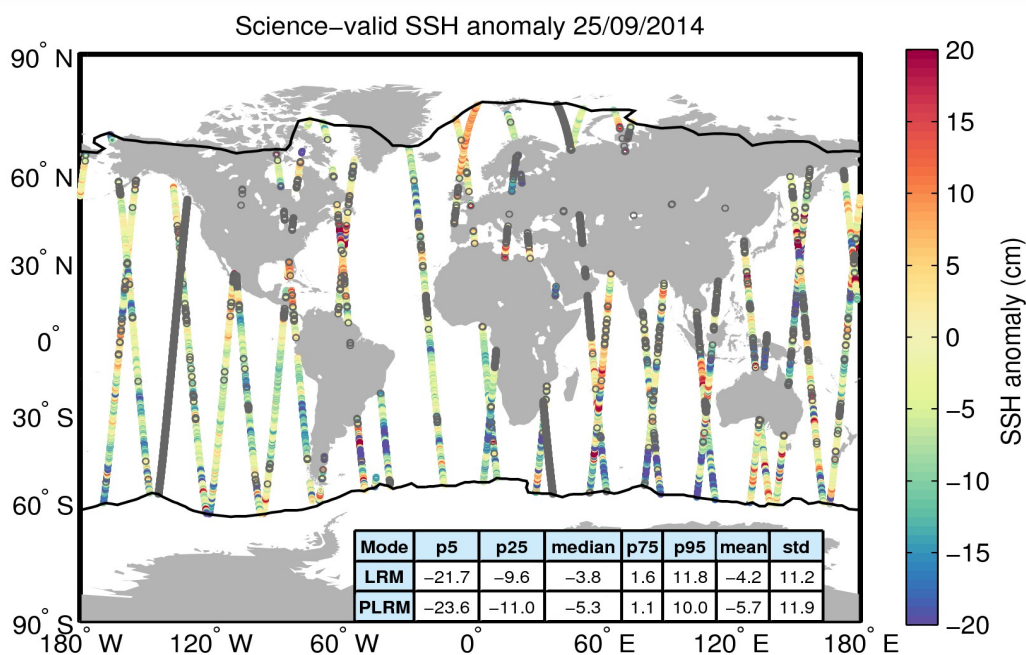 Science−valid SSH anomaly 25/09/2014
90° N
60° N
30° N
0°
30° S
60° S
90° S
180° W 120° W 60° W 0° 60° E 120° E 180° E
Mode p5 p25 median p75 p95 mean std
LRM −21.7 −9.6 −3.8 1.6 11.8 −4.2 11.2
PLRM −23.6 −11.0 −5.3 1.1 10.0 −5.7 11.9
20
15
10
5
0
−5
−10
−15
−20
SSH anomaly (cm)